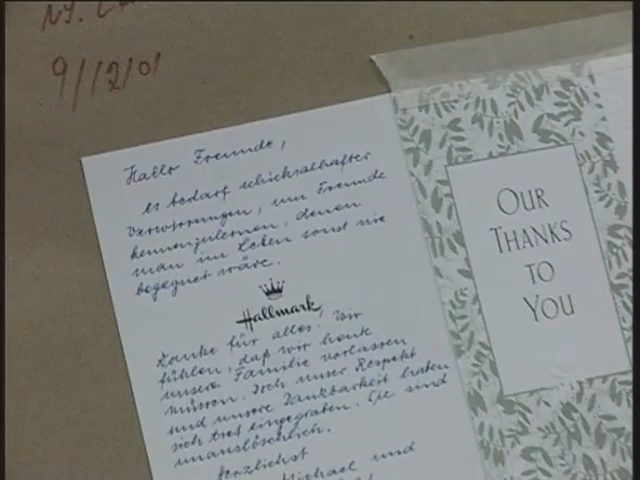 NY.
9/12/01
Hallo Freunde,
es bedarf schicksalhafter
Verworrungen, um Freunde
kennenzulernen, denen
man im Leben sonst nie
begegnet wäre.
Hallmark
Danke für alles! Wir
fühlen, daß wir heute
unsere Familie verlassen
müssen. Doch unser Respekt
und unsere Dankbarkeit haben
sich tief eingegraben. Sie sind
unauslöschlich.
Herzlichst
Michael und
OUR
THANKS
TO
YOU